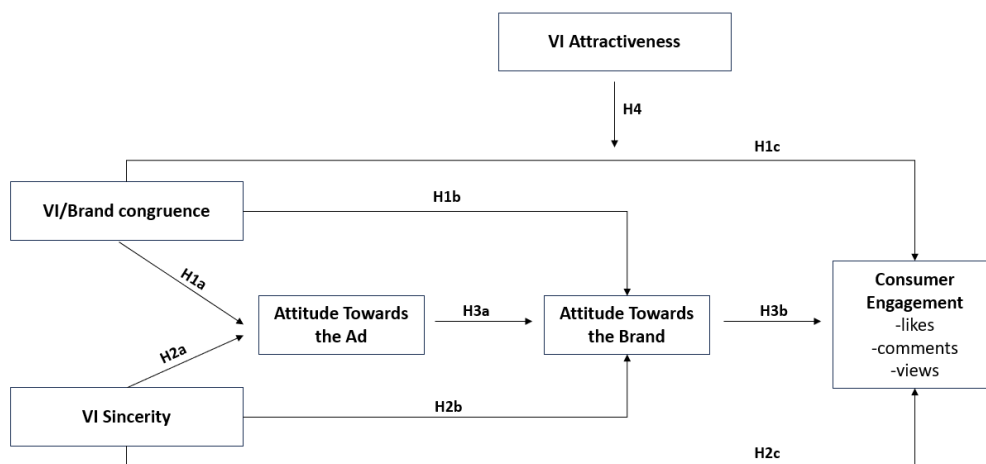 VI Attractiveness
H4
H1c
VI/Brand congruence
H1b
H1a
Consumer
Engagement
-likes
-comments
-views
Attitude Towards
the Ad
H3a
Attitude Towards
the Brand
H3b
H2a
VI Sincerity
H2b
H2c